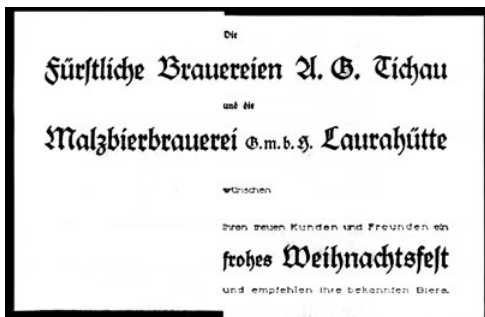 Die
Fürstliche Brauereien A. G. Tichau
und die
Malzbierbrauerei G.m.b.H. Laurahütte
wünschen
ihren treuen Kunden und Freunden ein
frohes Weihnachtsfest
und empfehlen ihre bekannten Biere.